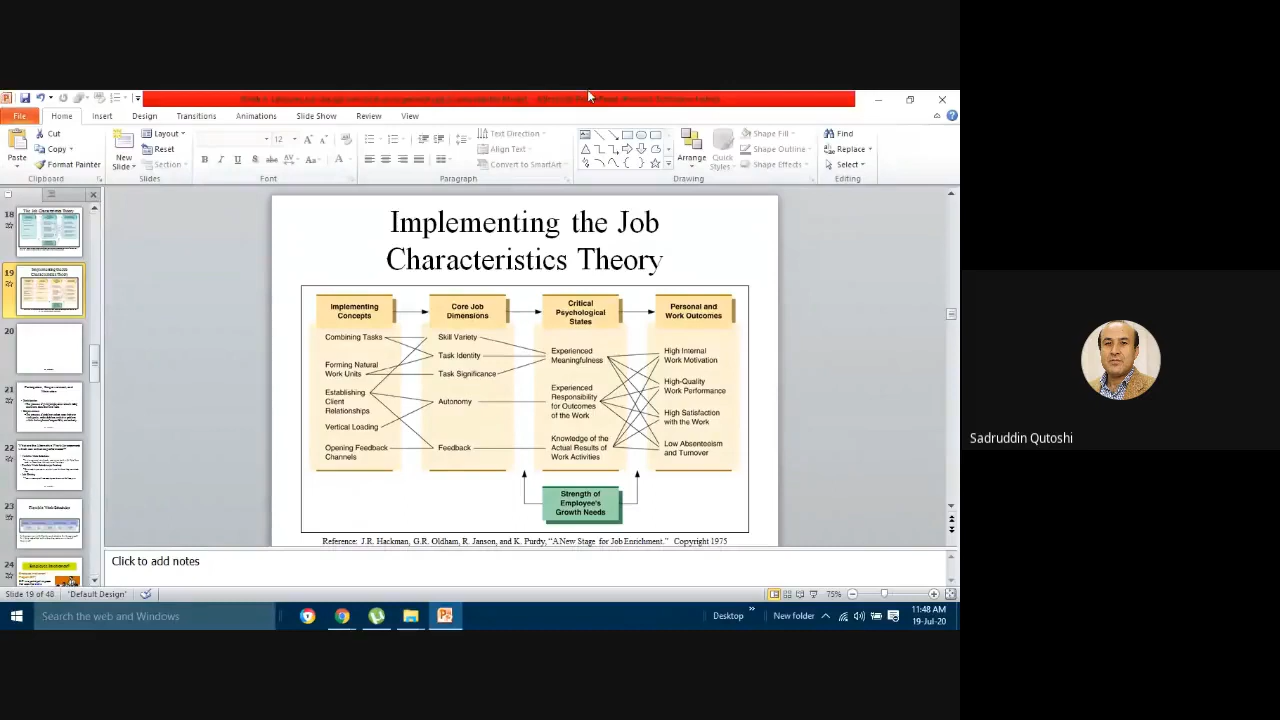 File Home Insert Design Transitions Animations Slide Show Review View
Cut
Copy
Format Painter
Paste
Clipboard
New
Slide
Layout
Reset
Section
Slides
12
Font
Text Direction
Align Text
Convert to SmartArt
Paragraph
Arrange
Quick
Styles
Shape Fill
Shape Outline
Shape Effects
Drawing
Find
Replace
Select
Editing
18
19
20
21
22
23
24
Implementing the Job
Characteristics Theory
Implementing
Concepts
Combining Tasks
Forming Natural
Work Units
Establishing
Client
Relationships
Vertical Loading
Opening Feedback
Channels
Core Job
Dimensions
Skill Variety
Task Identity
Task Significance
Autonomy
Feedback
Critical
Psychological
States
Experienced
Meaningfulness
Experienced
Responsibility
for Outcomes
of the Work
Knowledge of the
Actual Results of
Work Activities
Personal and
Work Outcomes
High Internal
Work Motivation
High-Quality
Work Performance
High Satisfaction
with the Work
Low Absenteeism
and Turnover
Strength of
Employee's
Growth Needs
Reference: J.R. Hackman, G.R. Oldham, R. Janson, and K. Purdy, "A New Stage for Job Enrichment." Copyright 1975
Click to add notes
Slide 19 of 48 "Default Design" 75%
Search the web and Windows
Desktop
New folder
11:48 AM
19-Jul-20
Sadruddin Qutoshi